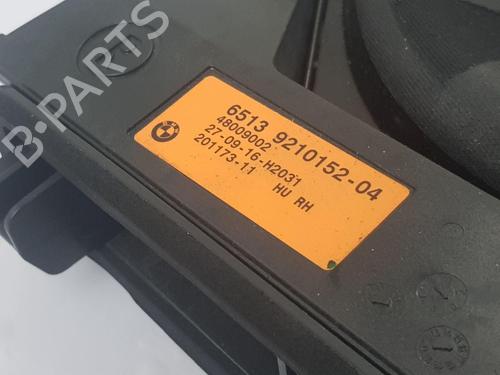 B-PARTS
6513 9210152-04
48009002
27-09-16-H2031
201173-11 HU RH